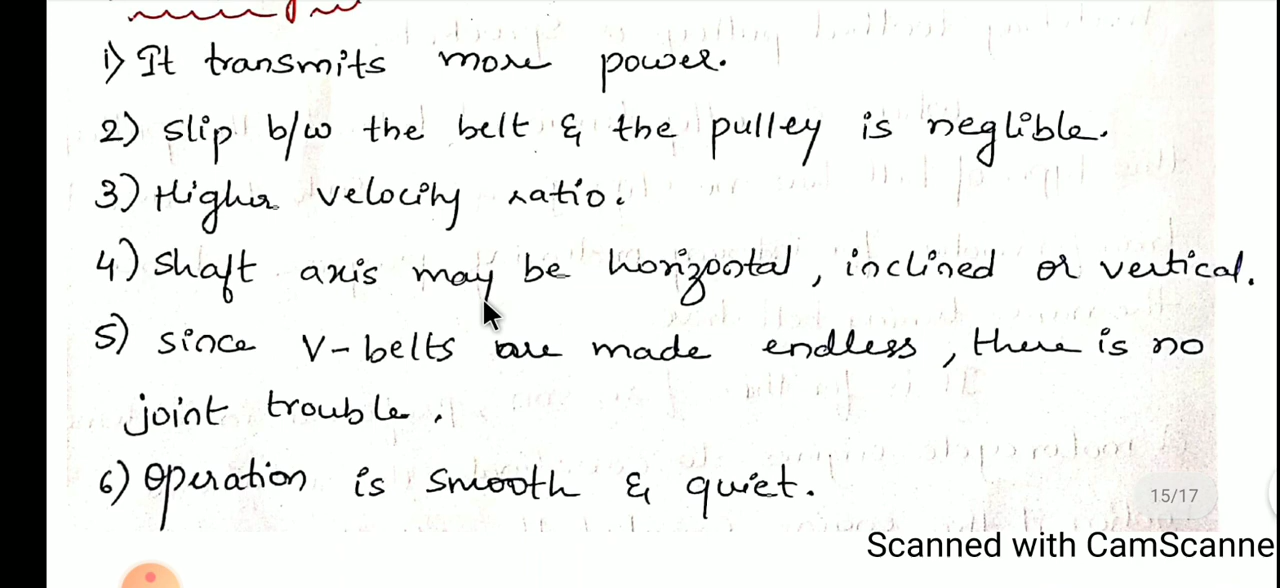 1) It transmits more power.
2) slip b/w the belt & the pulley is neglible.
3) Higher velocity ratio.
4) Shaft axis may be horizontal, inclined or vertical.
5) since V-belts are made endless, there is no
joint trouble.
6) Operation is smooth & quiet.
15/17
Scanned with CamScanne